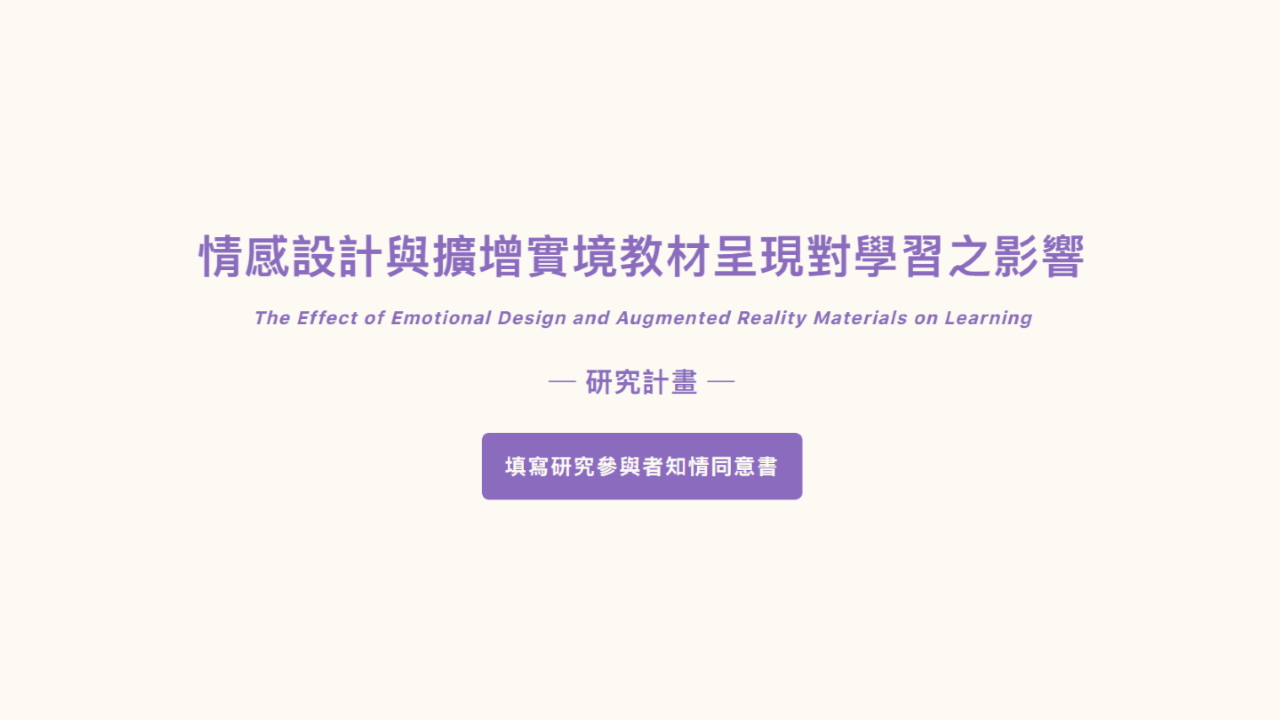 情感設計與擴增實境教材呈現對學習之影響
The Effect of Emotional Design and Augmented Reality Materials on Learning
— 研究計畫 —
填寫研究參與者知情同意書